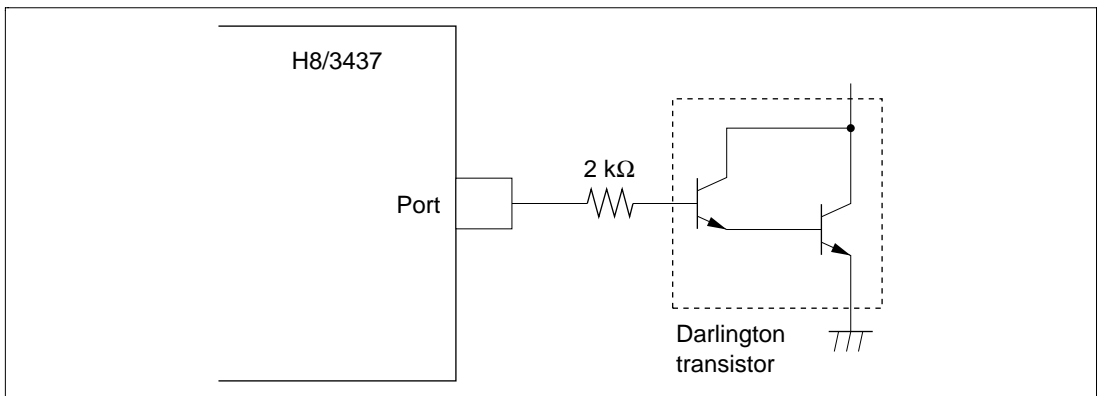 H8/3437
2 kΩ
Port
Darlington
transistor